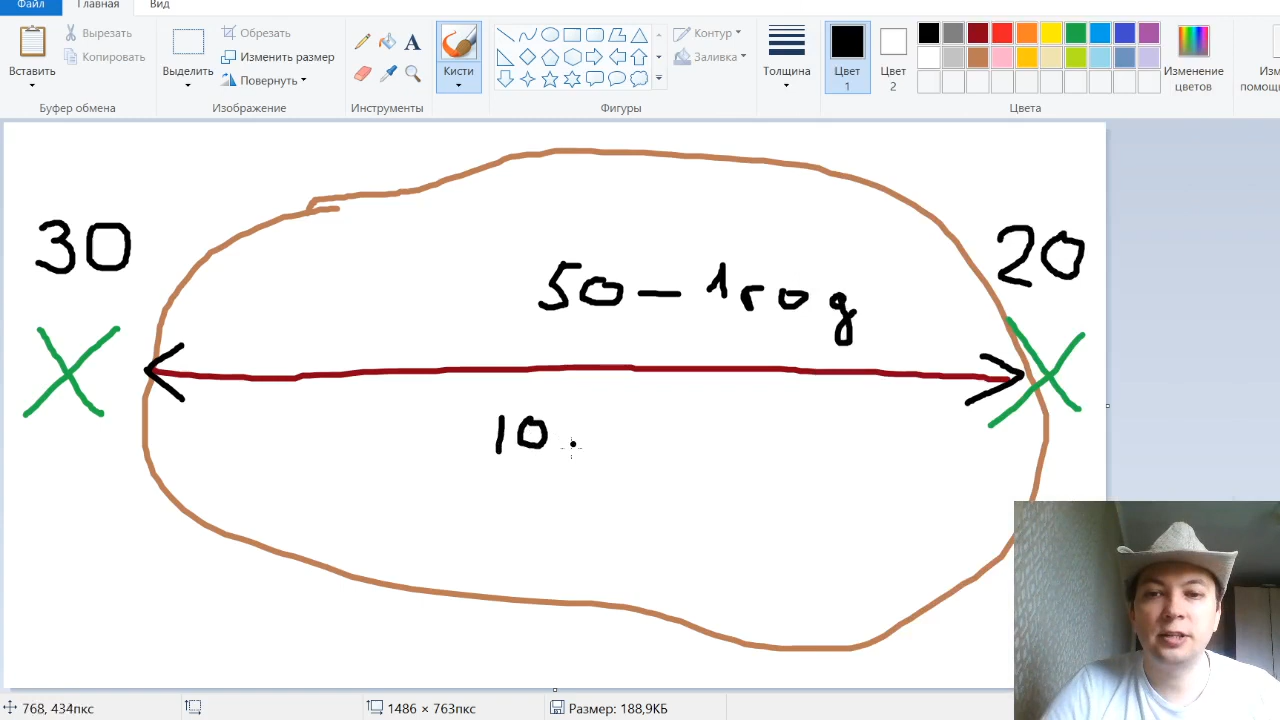 Файл Главная Вид
Вставить
Вырезать
Копировать
Буфер обмена
Выделить
Обрезать
Изменить размер
Повернуть
Изображение
A
Инструменты
Кисти
Контур
Заливка
Фигуры
Толщина
Цвет 1
Цвет 2
Изменение цветов
Цвета
Изм
помощ
30
20
50 – 1 год
10 .
768, 434пкс
1486 × 763пкс
Размер: 188,9КБ